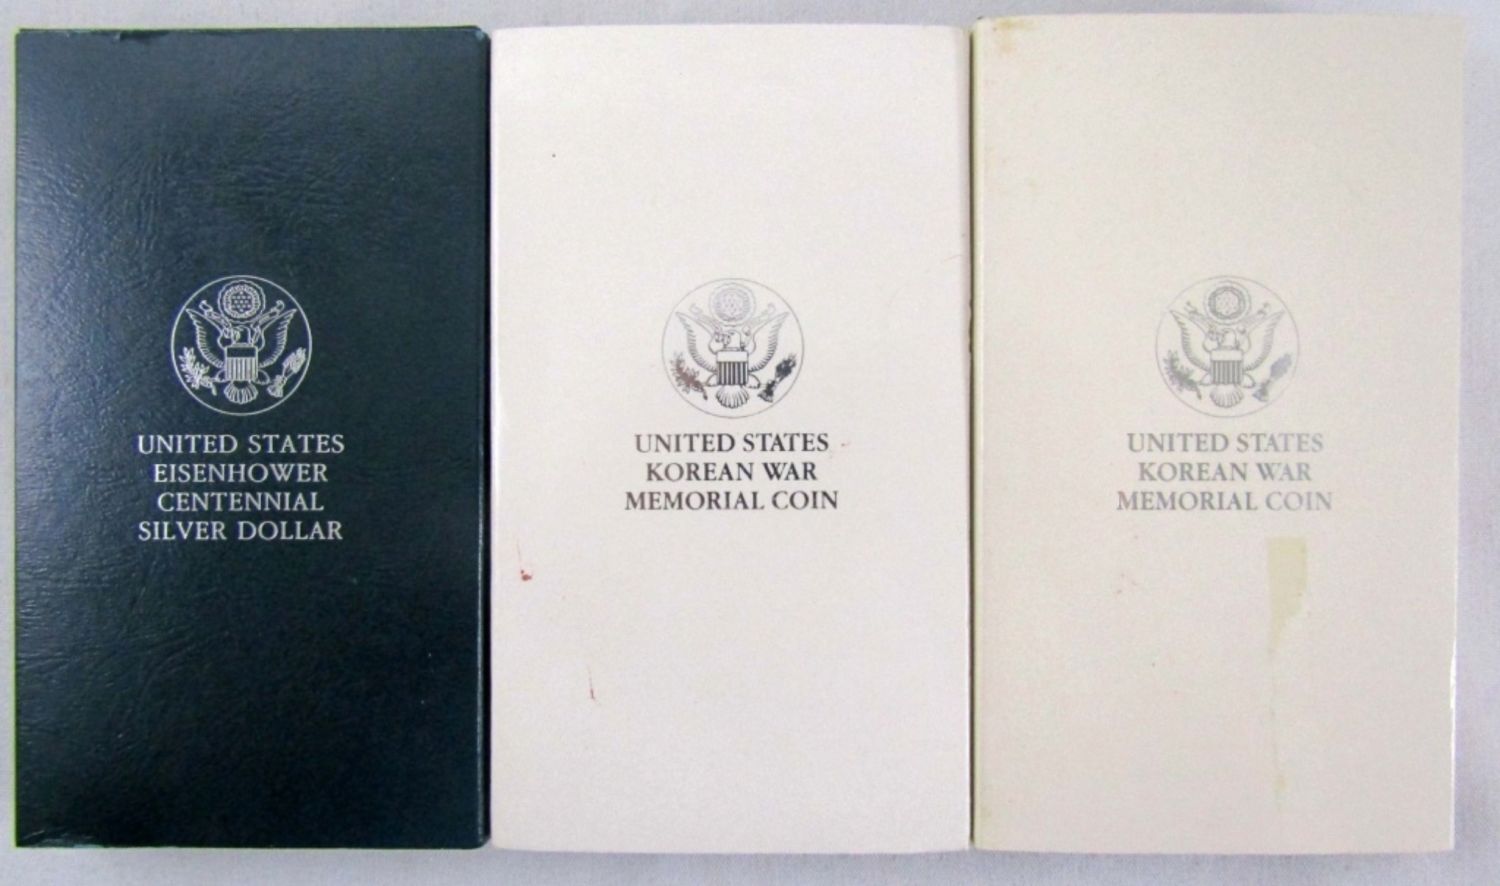 UNITED STATES
EISENHOWER
CENTENNIAL
SILVER DOLLAR
UNITED STATES
KOREAN WAR
MEMORIAL COIN
UNITED STATES
KOREAN WAR
MEMORIAL COIN